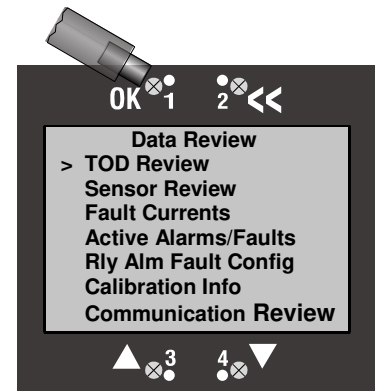 OK 1 2 <<
Data Review
> TOD Review
Sensor Review
Fault Currents
Active Alarms/Faults
Rly Alm Fault Config
Calibration Info
Communication Review
3 4